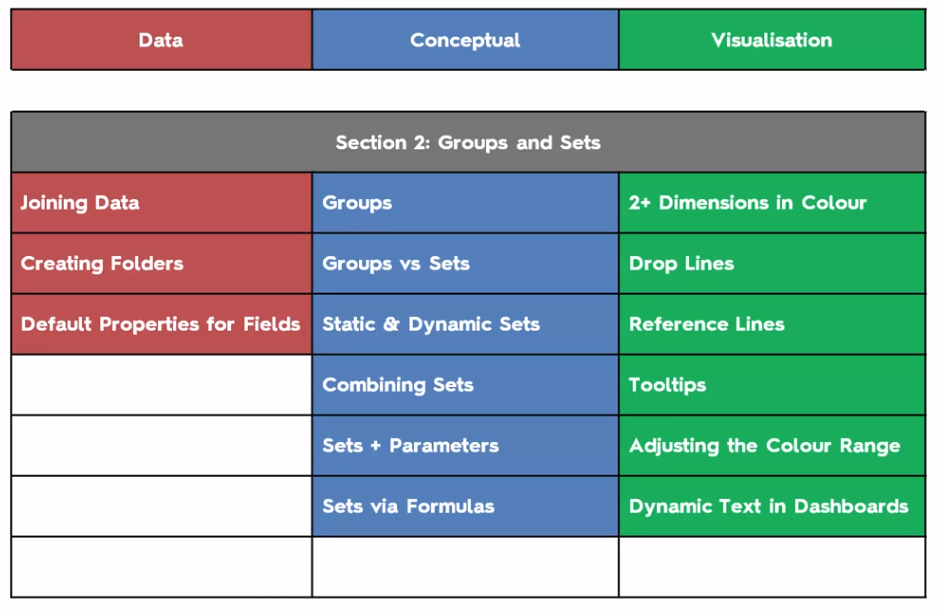 Data
Conceptual
Visualisation
Section 2: Groups and Sets
Joining Data
Groups
2+ Dimensions in Colour
Creating Folders
Groups vs Sets
Drop Lines
Default Properties for Fields
Static & Dynamic Sets
Reference Lines
Combining Sets
Tooltips
Sets + Parameters
Adjusting the Colour Range
Sets via Formulas
Dynamic Text in Dashboards